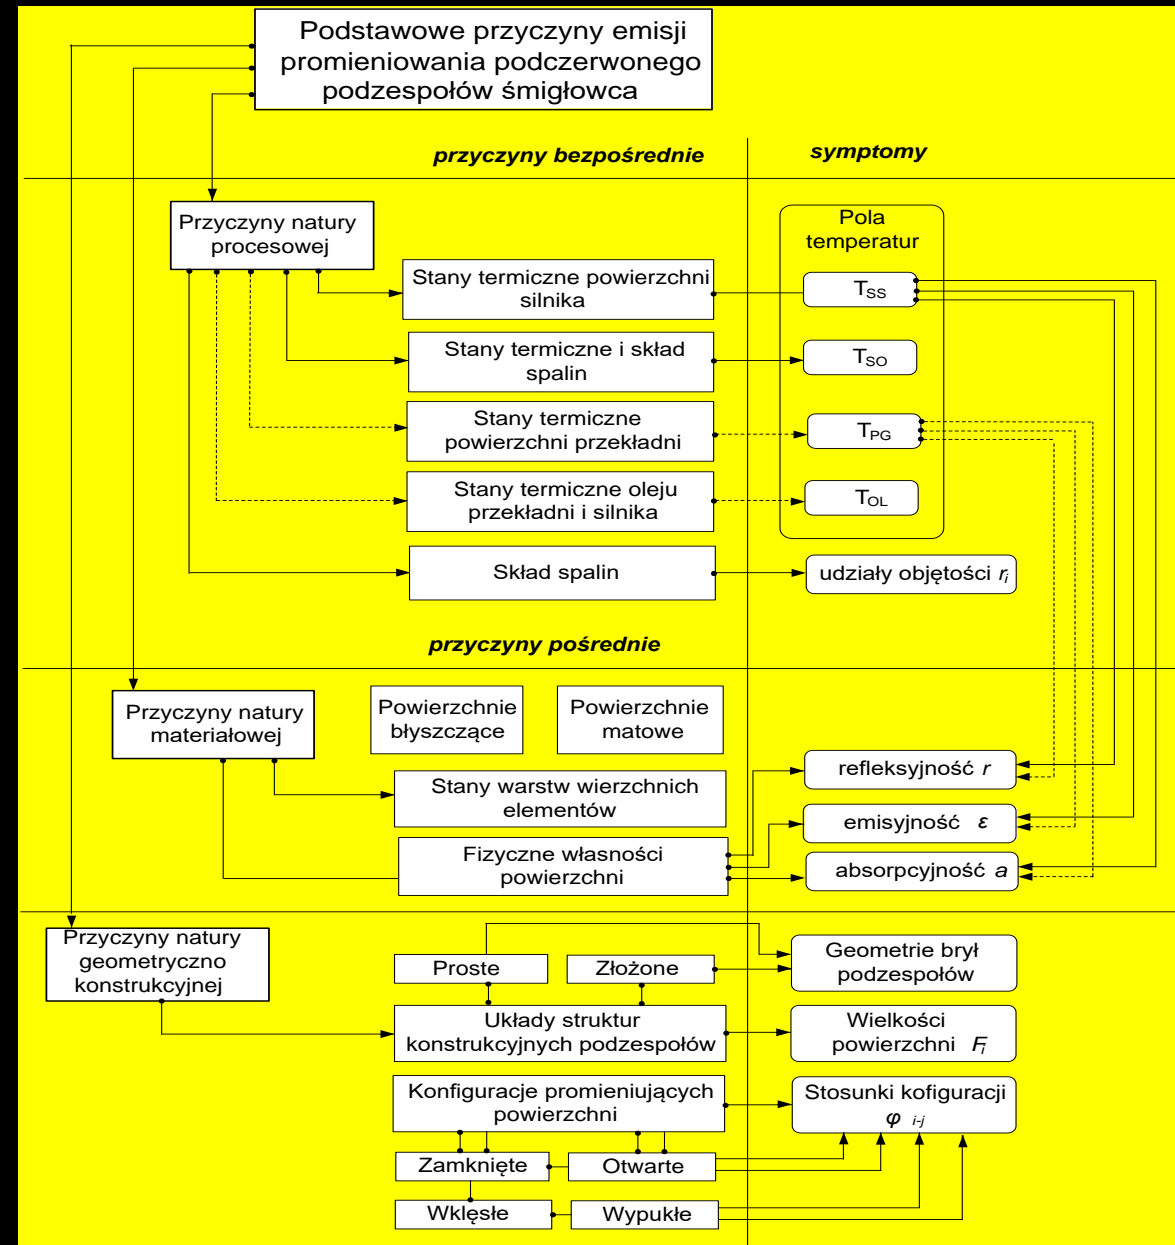 Podstawowe przyczyny emisji
promieniowania podczerwonego
podzespołów śmigłowca
przyczyny bezpośrednie
symptomy
Przyczyny natury
procesowej
Pola
temperatur
Stany termiczne powierzchni
silnika
TSS
Stany termiczne i skład
spalin
TSO
Stany termiczne
powierzchni przekładni
TPG
Stany termiczne oleju
przekładni i silnika
TOL
Skład spalin
udziały objętości ri
przyczyny pośrednie
Przyczyny natury
materiałowej
Powierzchnie
błyszczące
Powierzchnie
matowe
Stany warstw wierzchnich
elementów
Fizyczne własności
powierzchni
refleksyjność r
emisyjność ε
absorpcyjność a
Przyczyny natury
geometryczno
konstrukcyjnej
Proste
Złożone
Geometrie brył
podzespołów
Układy struktur
konstrukcyjnych podzespołów
Wielkości
powierzchni Fi
Konfiguracje promieniujących
powierzchni
Stosunki kofiguracji
φ i-j
Zamknięte
Otwarte
Wklęsłe
Wypukłe